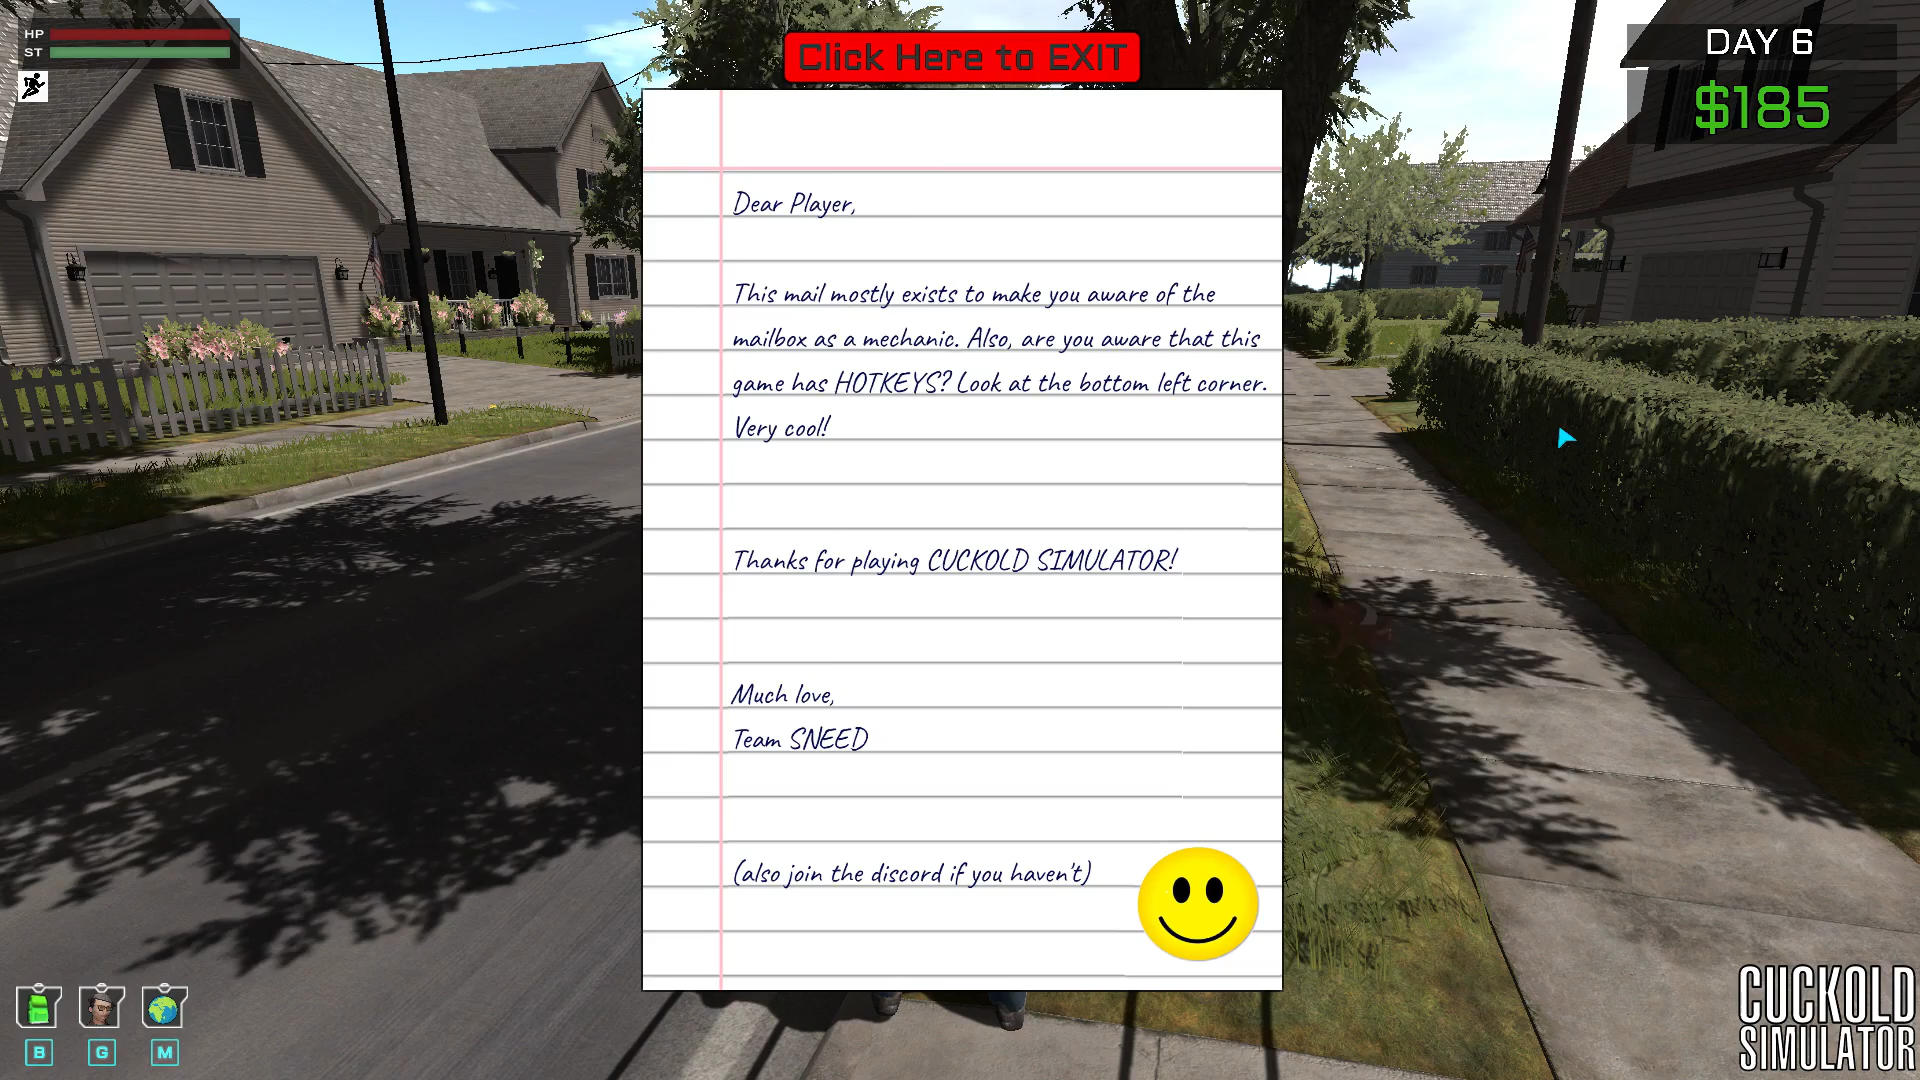 HP
ST
Click Here to EXIT
DAY 6
$185
Dear Player,
This mail mostly exists to make you aware of the
mailbox as a mechanic. Also, are you aware that this
game has HOTKEYS? Look at the bottom left corner.
Very cool!
Thanks for playing CUCKOLD SIMULATOR!
Much love,
Team SNEED
(also join the discord if you haven't)
B G M
CUCKOLD
SIMULATOR